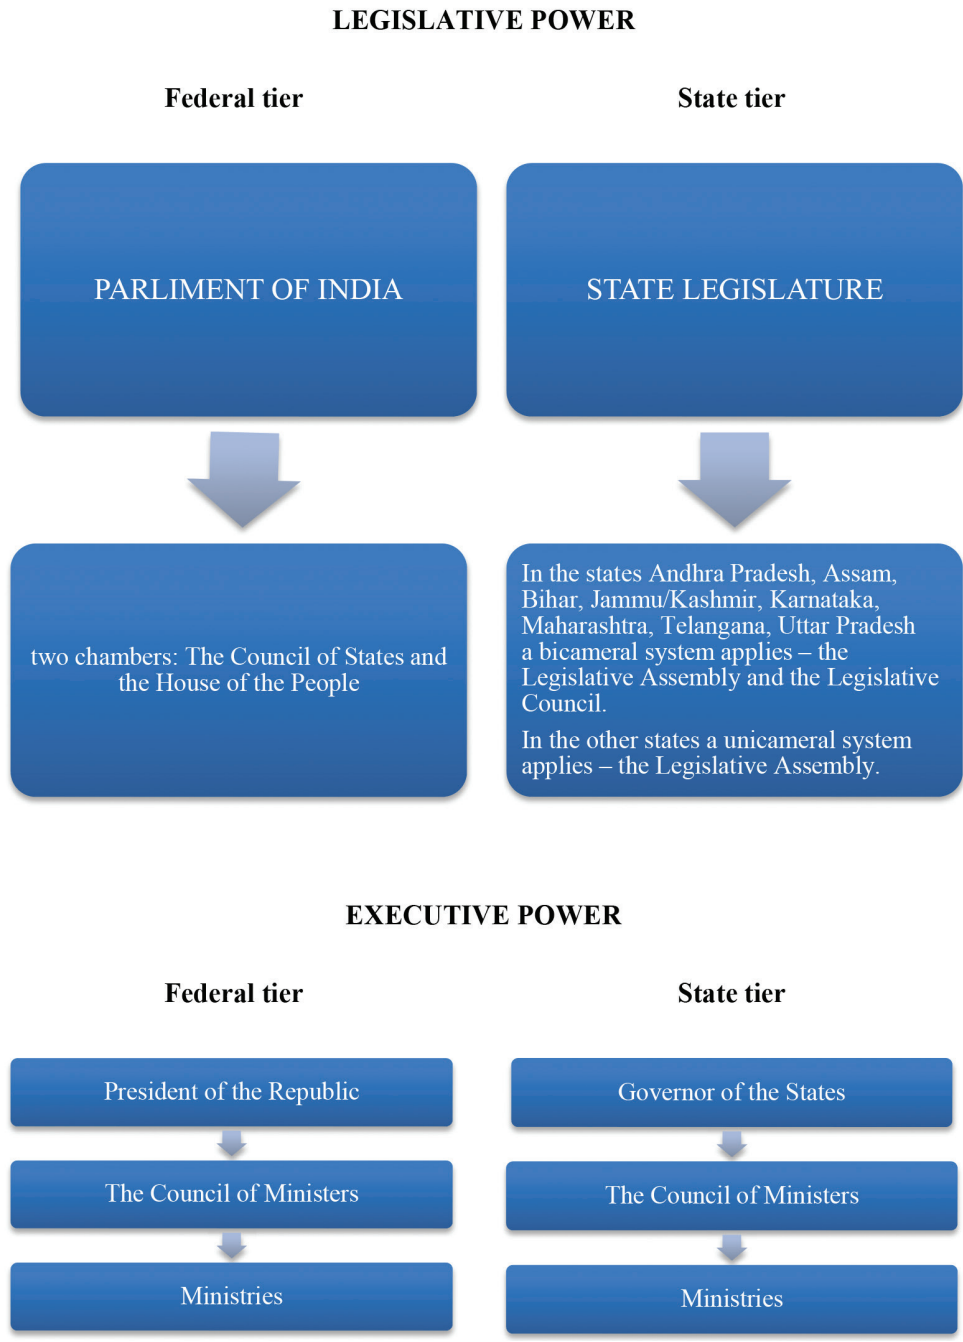 LEGISLATIVE POWER
Federal tier
State tier
PARLIMENT OF INDIA
STATE LEGISLATURE
two chambers: The Council of States and
the House of the People
In the states Andhra Pradesh, Assam,
Bihar, Jammu/Kashmir, Karnataka,
Maharashtra, Telangana, Uttar Pradesh
a bicameral system applies – the
Legislative Assembly and the Legislative
Council.
In the other states a unicameral system
applies – the Legislative Assembly.
EXECUTIVE POWER
Federal tier
State tier
President of the Republic
Governor of the States
The Council of Ministers
The Council of Ministers
Ministries
Ministries